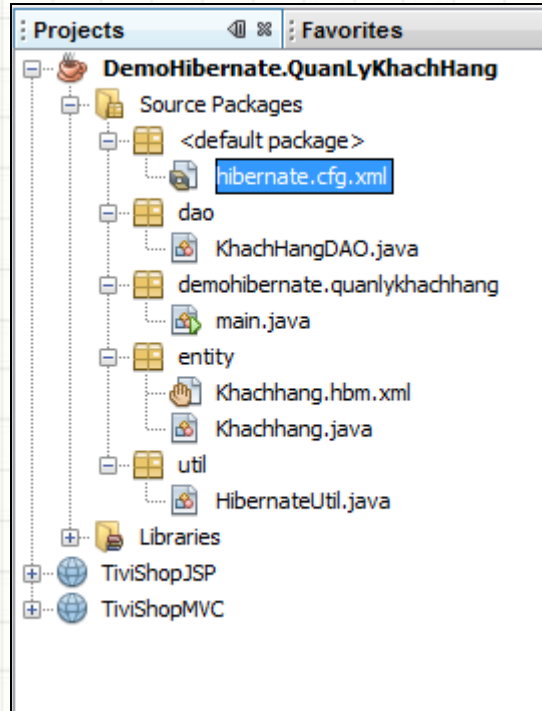 Projects
Favorites
DemoHibernate.QuanLyKhachHang
Source Packages
<default package>
hibernate.cfg.xml
dao
KhachHangDAO.java
demohibernate.quanlykhachhang
main.java
entity
Khachhang.hbm.xml
Khachhang.java
util
HibernateUtil.java
Libraries
TiviShopJSP
TiviShopMVC